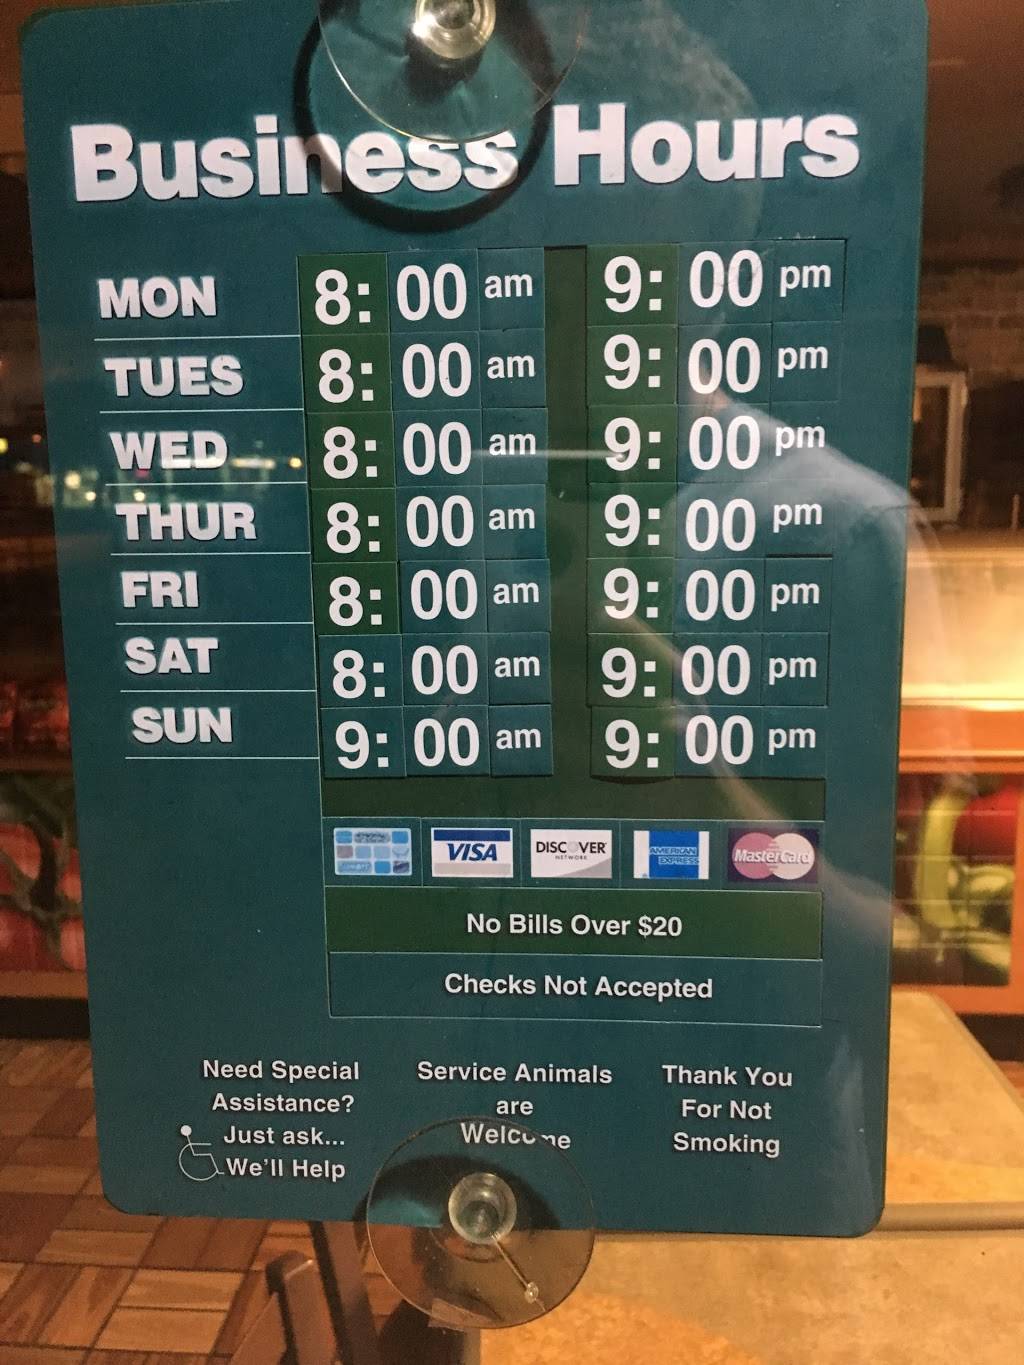 Business Hours
MON 8:00 am 9:00 pm
TUES 8:00 am 9:00 pm
WED 8:00 am 9:00 pm
THUR 8:00 am 9:00 pm
FRI 8:00 am 9:00 pm
SAT 8:00 am 9:00 pm
SUN 9:00 am 9:00 pm
VISA DISCOVER NETWORK AMERICAN EXPRESS MasterCard
No Bills Over $20
Checks Not Accepted
Need Special
Assistance?
Just ask...
We'll Help
Service Animals
are
Welcome
Thank You
For Not
Smoking